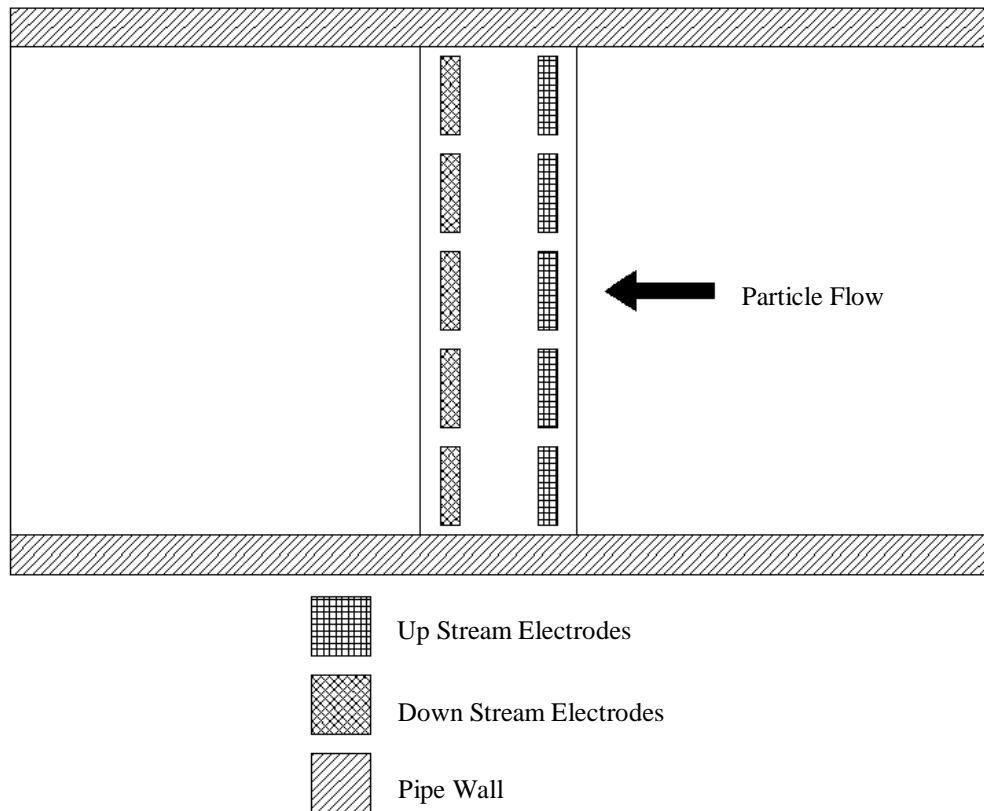 Particle Flow
Up Stream Electrodes
Down Stream Electrodes
Pipe Wall